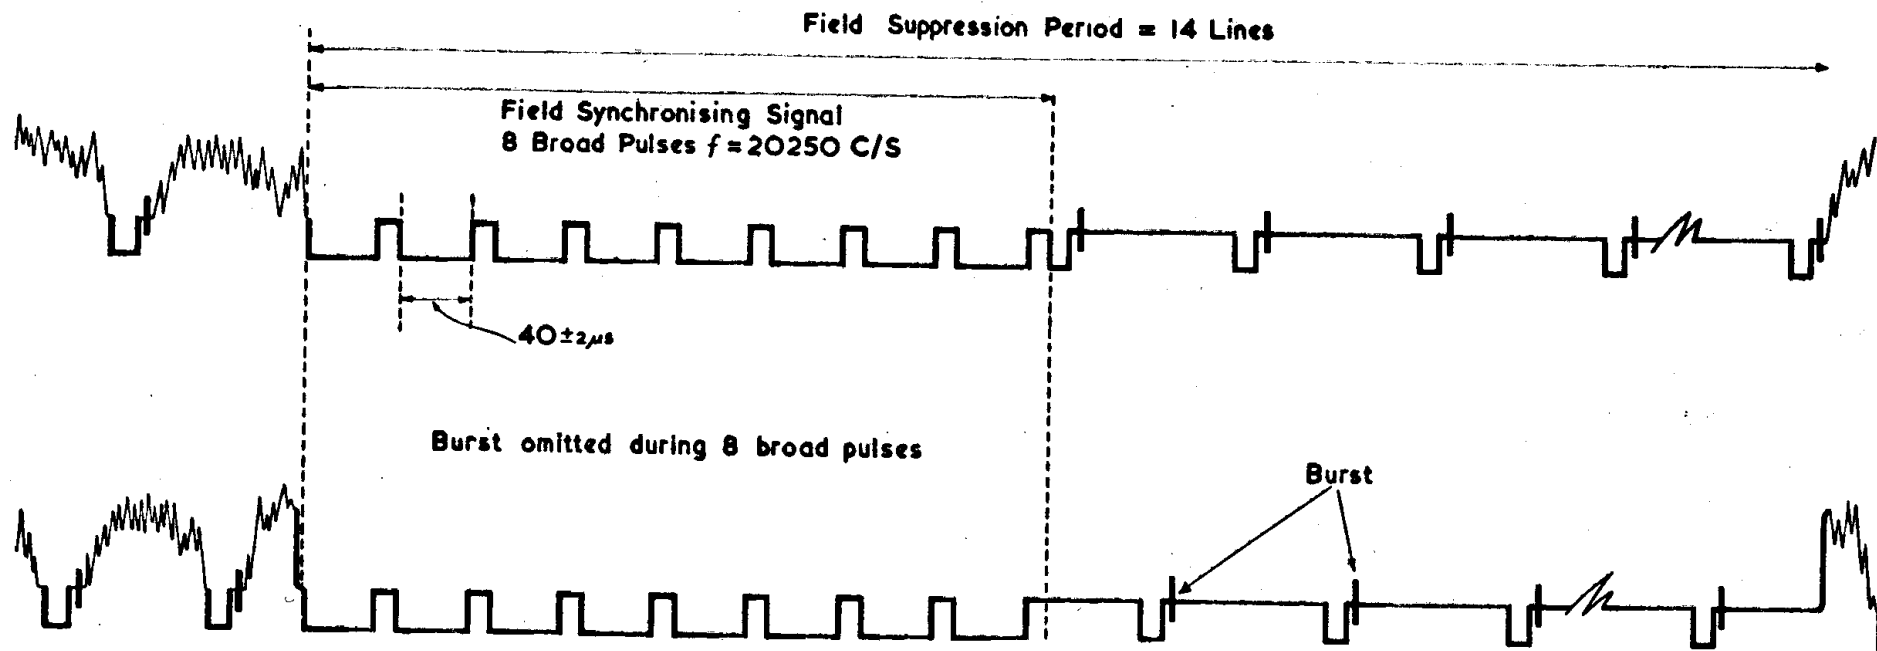 Field Suppression Period = 14 Lines
Field Synchronising Signal
8 Broad Pulses f = 20250 C/S
40±2µs
Burst omitted during 8 broad pulses
Burst